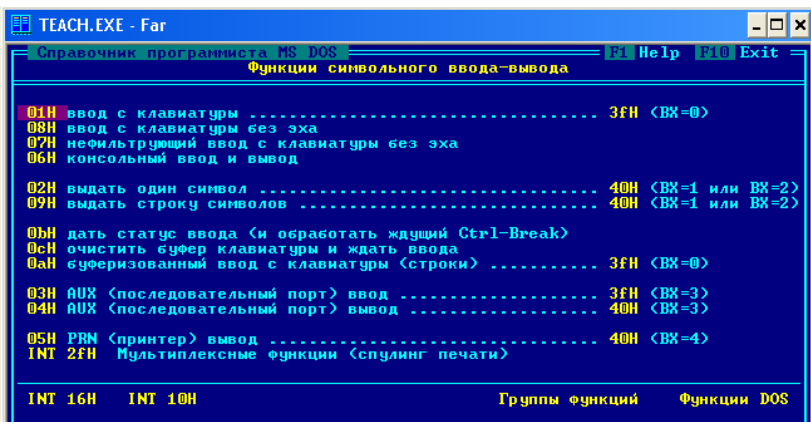 TEACH.EXE - Far
Справочник программиста MS DOS F1 Help F10 Exit
Функции символьного ввода-вывода
01H ввод с клавиатуры .................................. 3fH (BX=0)
08H ввод с клавиатуры без эха
07H нефильтрующий ввод с клавиатуры без эха
06H консольный ввод и вывод
02H выдать один символ ................................. 40H (BX=1 или BX=2)
09H выдать строку символов ............................. 40H (BX=1 или BX=2)
0bH дать статус ввода (и обработать ждущий Ctrl-Break)
0cH очистить буфер клавиатуры и ждать ввода
0aH буферизованный ввод с клавиатуры (строки) ........... 3fH (BX=0)
03H AUX (последовательный порт) ввод ................... 3fH (BX=3)
04H AUX (последовательный порт) вывод .................. 40H (BX=3)
05H PRN (принтер) вывод ................................ 40H (BX=4)
INT 2fH Мультиплексные функции (спулинг печати)
INT 16H INT 10H Группы функций Функции DOS